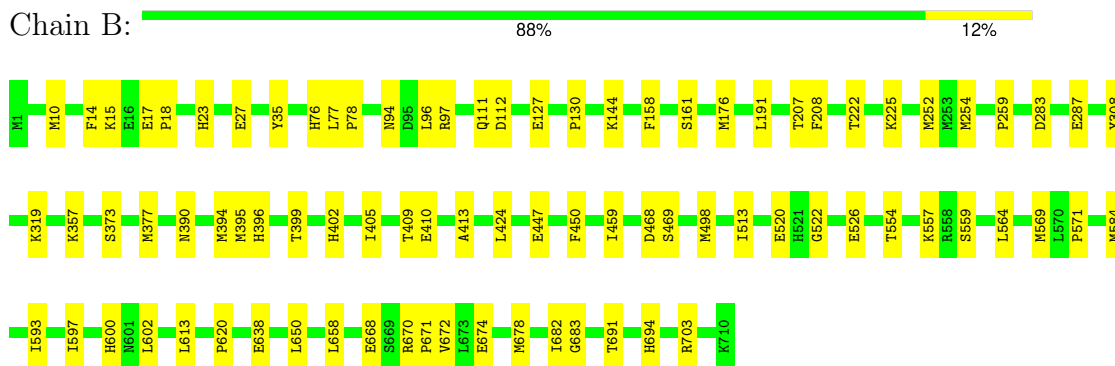 Chain B:
88% 12%
M1 M10 F14 K15 E16 E17 P18 H23 E27 Y35 H76 L77 P78 N94 D95 L96 R97 Q111 D112 E127 P130 K144 F158 S161 M176 L191 T207 F208 T222 K225 M252 M253 M254 P259 D283 E287
K319 K357 S373 M377 N390 M394 M395 H396 T399 H402 I405 T409 E410 A413 L424 E447 F450 I459 D468 S469 M498 I513 E520 H521 G522 E526 T554 K557 R558 S559 L564 M569 L570 P571
I593 I597 H600 N601 L602 L613 P620 E638 L650 L658 E668 S669 R670 P671 V672 L673 E674 M678 I682 G683 T691 H694 R703 K710